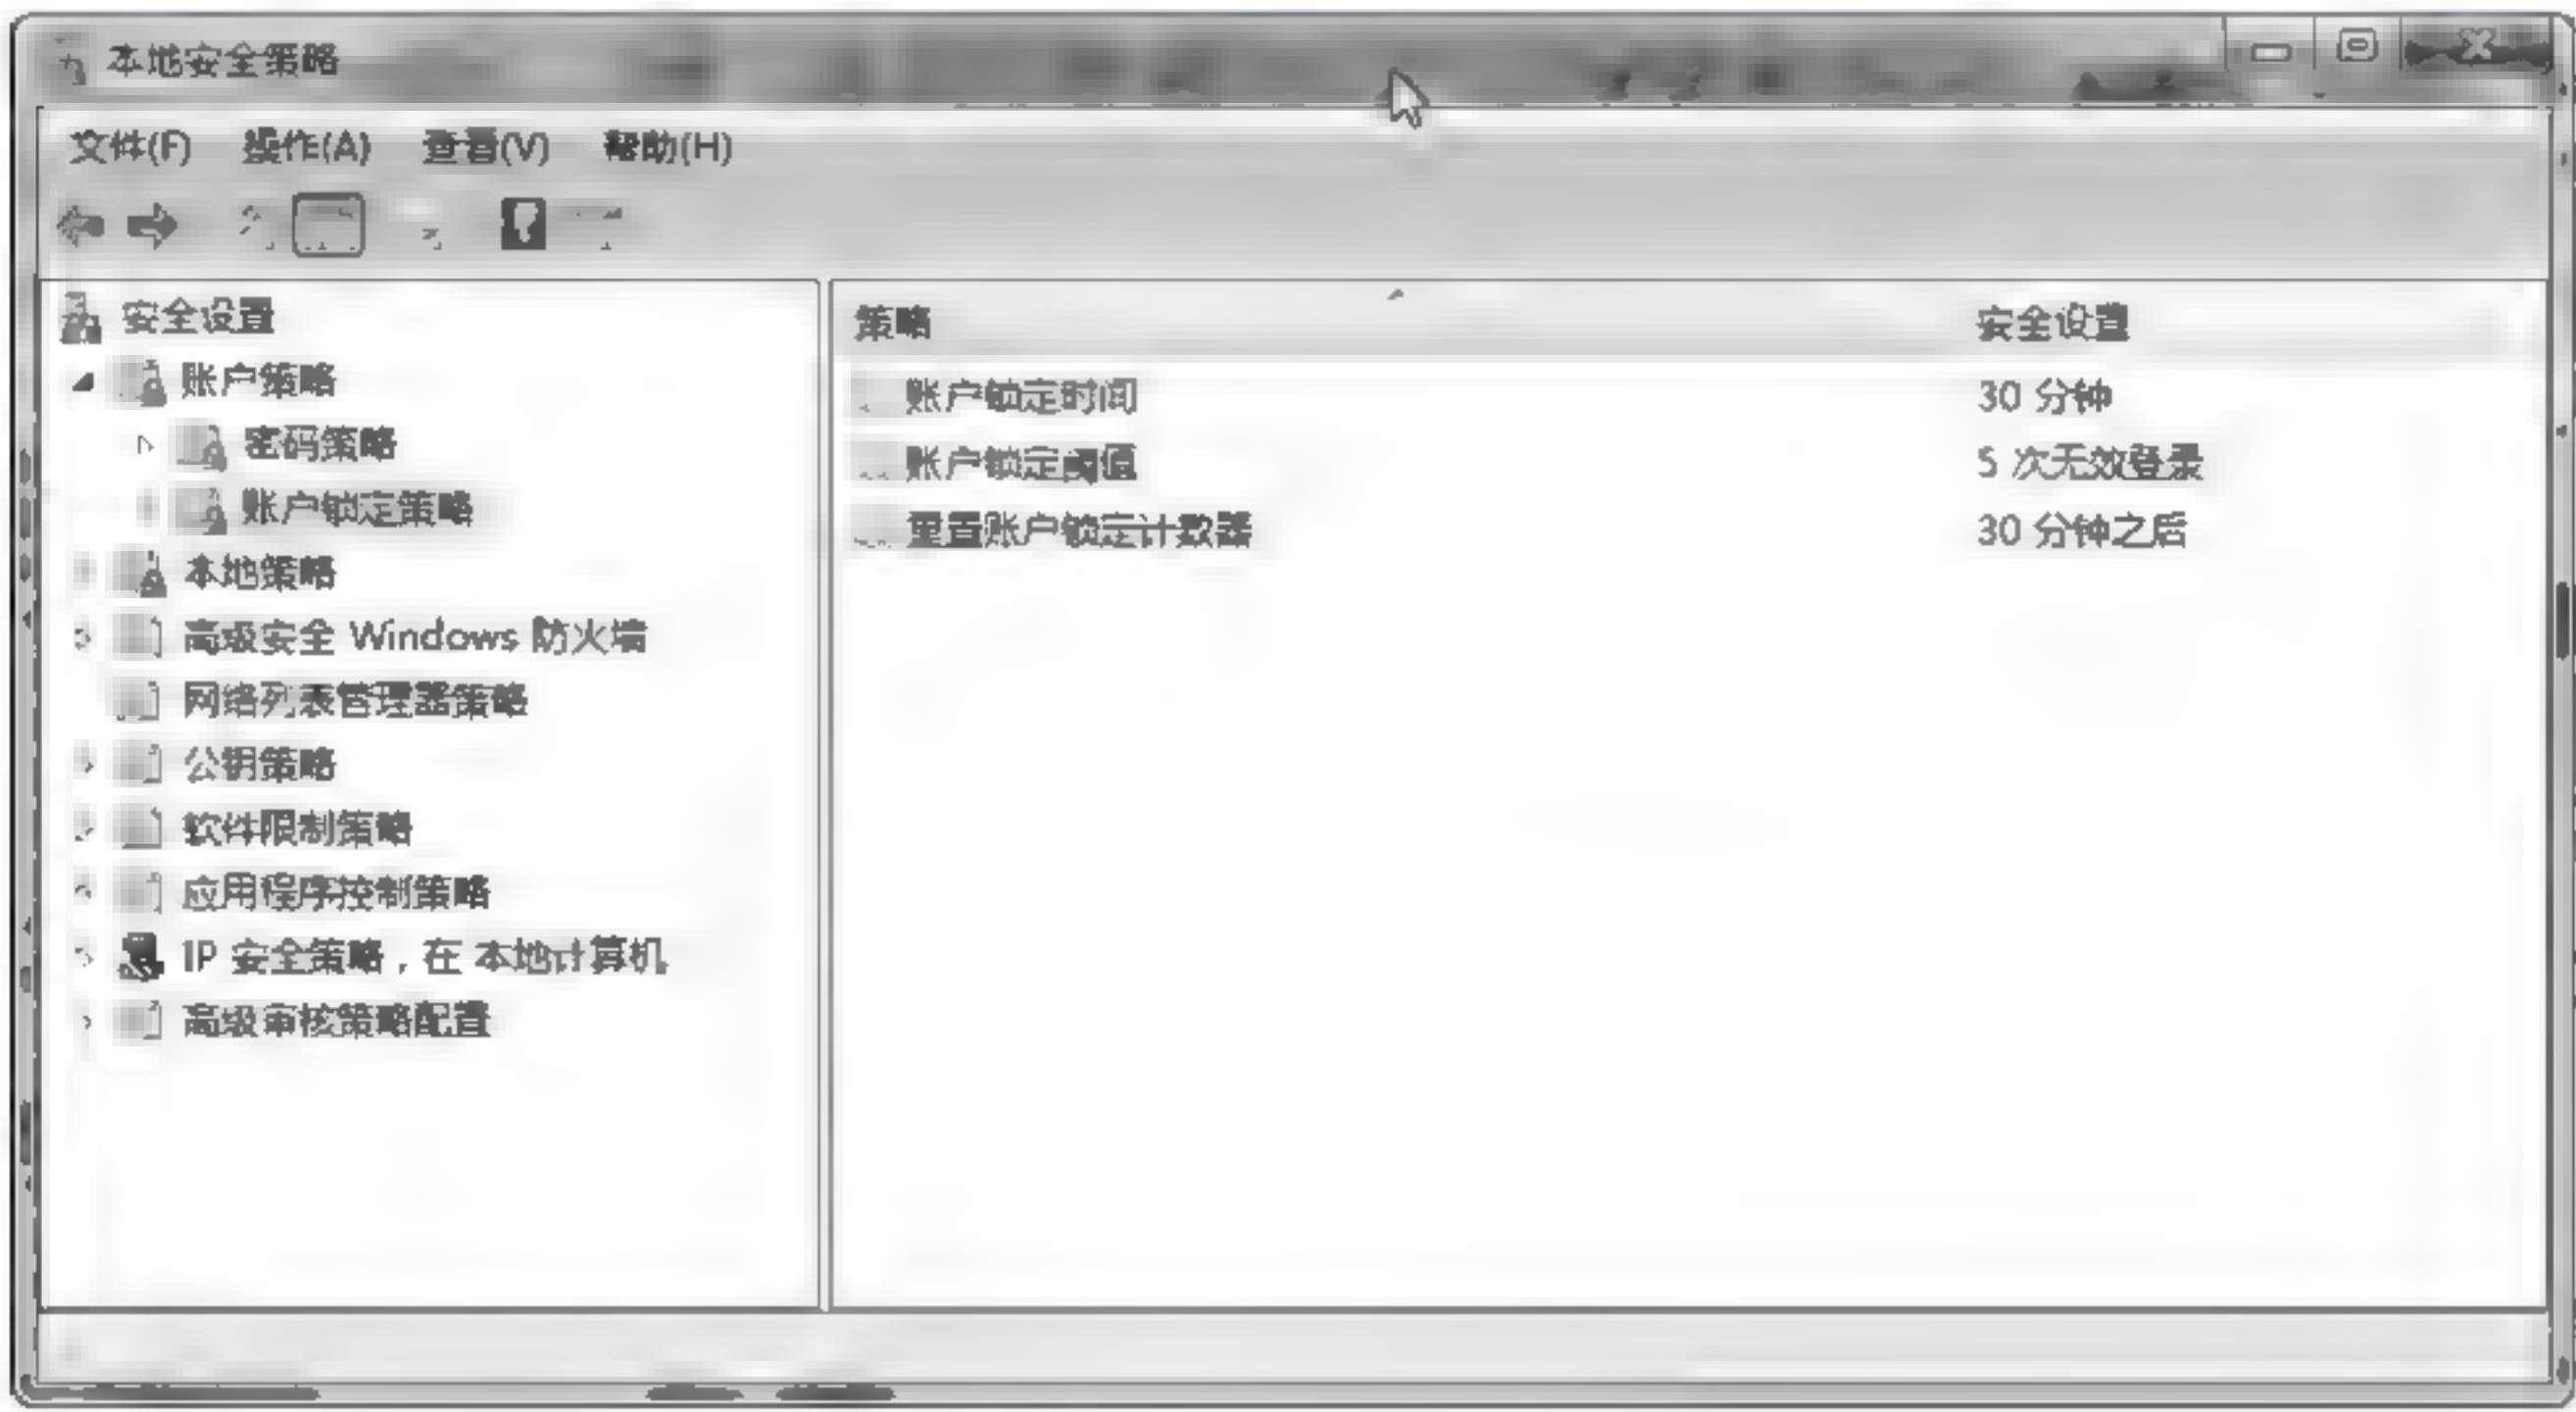 本地安全策略
文件(F) 操作(A) 查看(V) 帮助(H)
安全设置
账户策略
密码策略
账户锁定策略
本地策略
高级安全 Windows 防火墙
网络列表管理器策略
公钥策略
软件限制策略
应用程序控制策略
IP 安全策略，在 本地计算机
高级审核策略配置
策略 安全设置
账户锁定时间 30 分钟
账户锁定阈值 5 次无效登录
重置账户锁定计数器 30 分钟之后